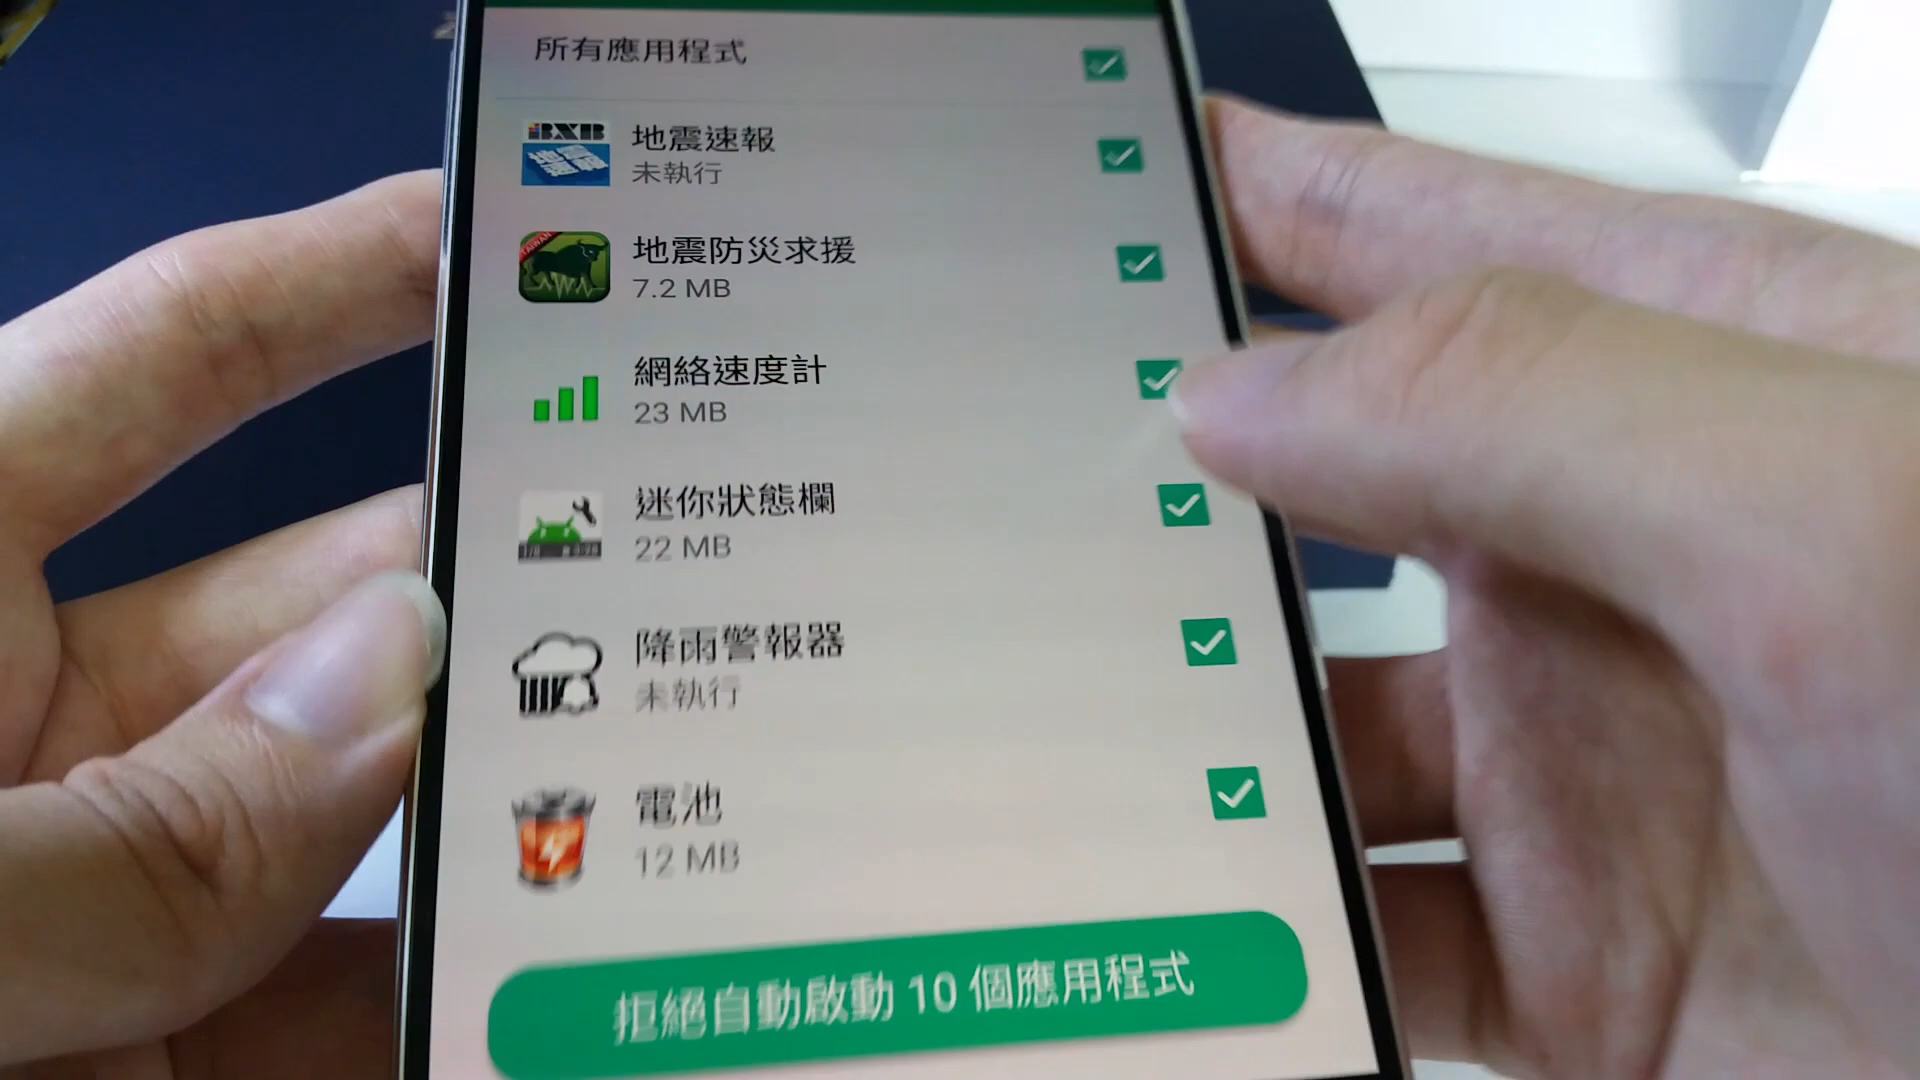 所有應用程式
BXB
地震速報
未執行
TAIWAN
地震防災求援
7.2 MB
網絡速度計
23 MB
迷你狀態欄
22 MB
降雨警報器
未執行
電池
12 MB
拒絕自動啟動 10 個應用程式